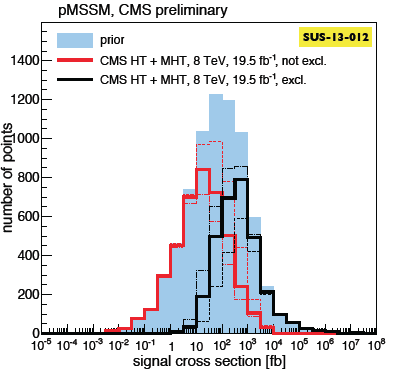 pMSSM, CMS preliminary
SUS-13-012
prior
CMS HT + MHT, 8 TeV, 19.5 fb⁻¹, not excl.
CMS HT + MHT, 8 TeV, 19.5 fb⁻¹, excl.
number of points
1400
1200
1000
800
600
400
200
0
10⁻⁵ 10⁻⁴ 10⁻³ 10⁻² 10⁻¹ 1 10 10² 10³ 10⁴ 10⁵ 10⁶ 10⁷ 10⁸
signal cross section [fb]